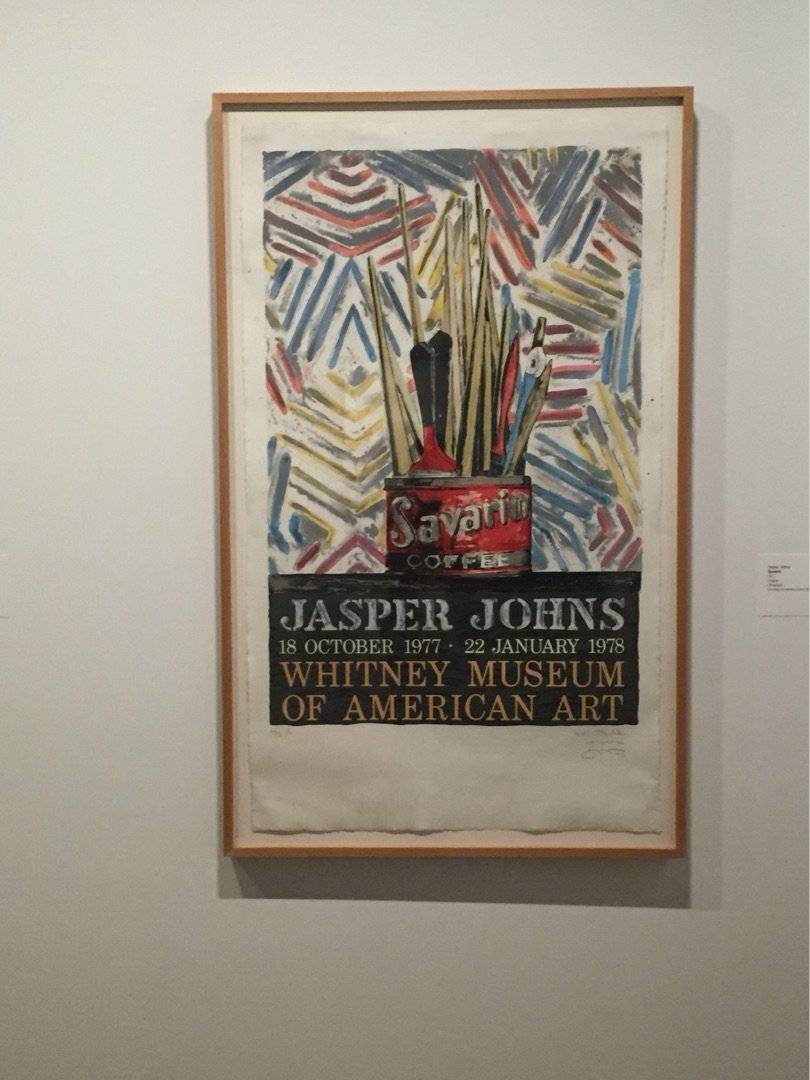 Savarin
COFFEE
JASPER JOHNS
18 OCTOBER 1977 · 22 JANUARY 1978
WHITNEY MUSEUM
OF AMERICAN ART